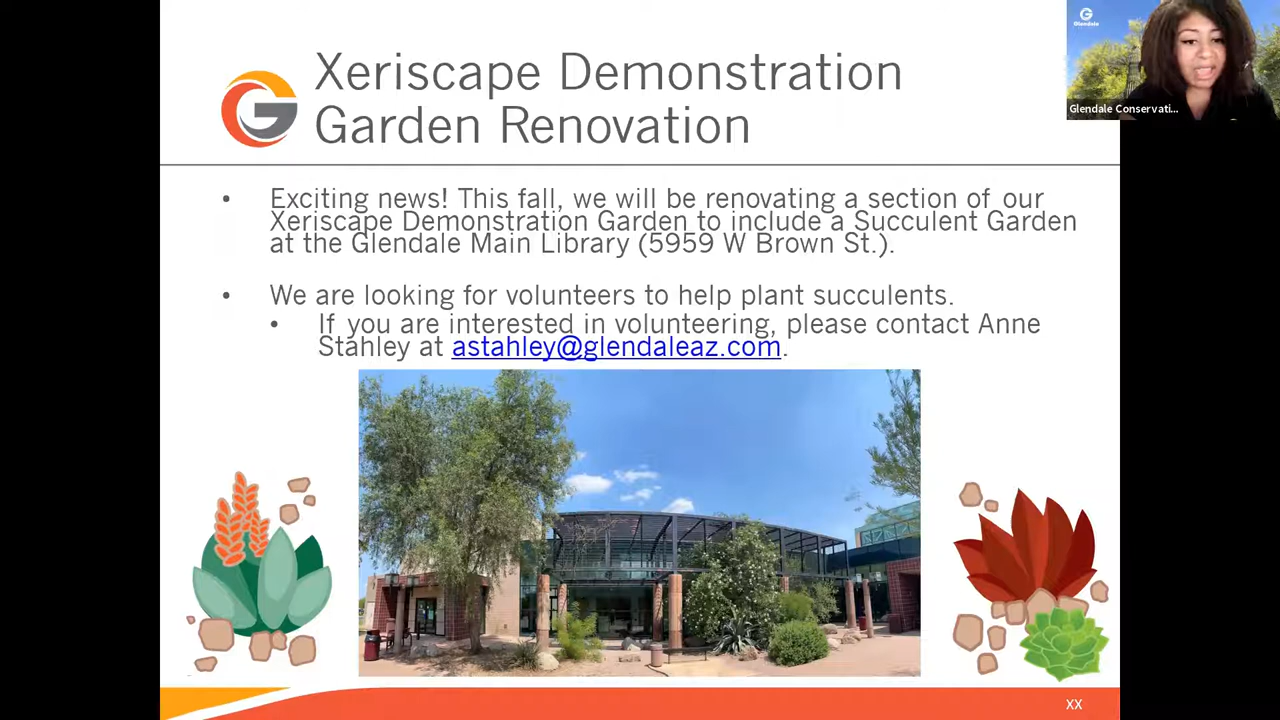 Xeriscape Demonstration
Garden Renovation
Glendale
Glendale Conservati...
• Exciting news! This fall, we will be renovating a section of our
Xeriscape Demonstration Garden to include a Succulent Garden
at the Glendale Main Library (5959 W Brown St.).
• We are looking for volunteers to help plant succulents.
• If you are interested in volunteering, please contact Anne
Stahley at astahley@glendaleaz.com.
XX